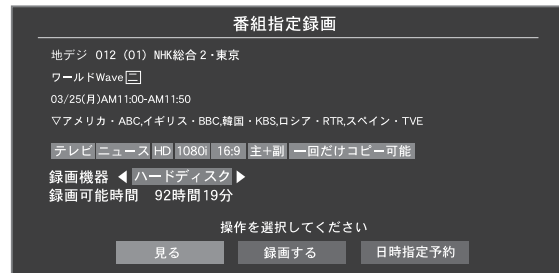 番組指定録画
地デジ 012 (01) NHK総合2・東京
ワールドWave二
03/25(月)AM11:00-AM11:50
▽アメリカ・ABC,イギリス・BBC,韓国・KBS,ロシア・RTR,スペイン・TVE
テレビ ニュース HD 1080i 16:9 主+副 一回だけコピー可能
録画機器 ◀ ハードディスク ▶
録画可能時間 92時間19分
操作を選択してください
見る 録画する 日時指定予約